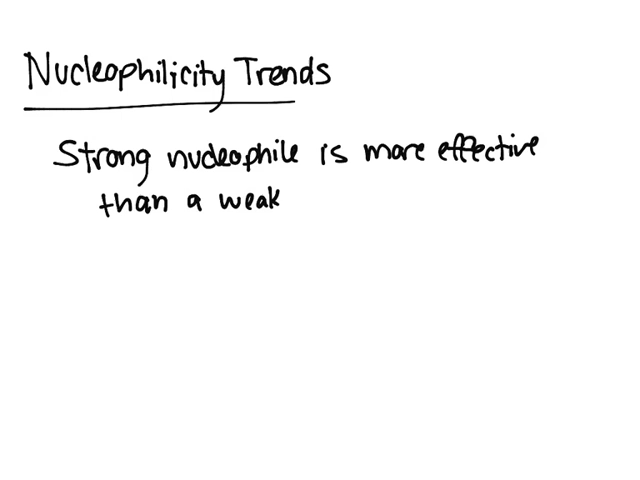 Nucleophilicity Trends
Strong nucleophile is more effective
than a weak